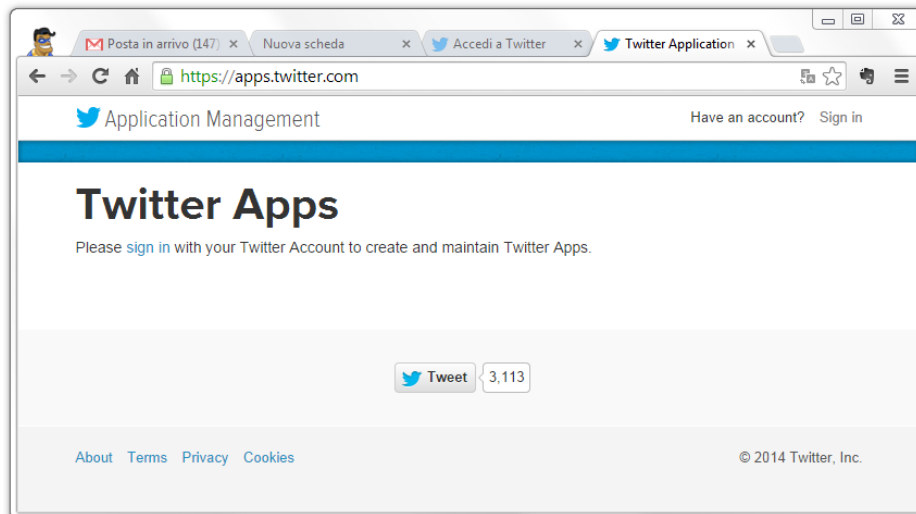 Posta in arrivo (147)
Nuova scheda
Accedi a Twitter
Twitter Application
https://apps.twitter.com
Application Management
Have an account? Sign in
Twitter Apps
Please sign in with your Twitter Account to create and maintain Twitter Apps.
Tweet 3,113
About Terms Privacy Cookies
© 2014 Twitter, Inc.